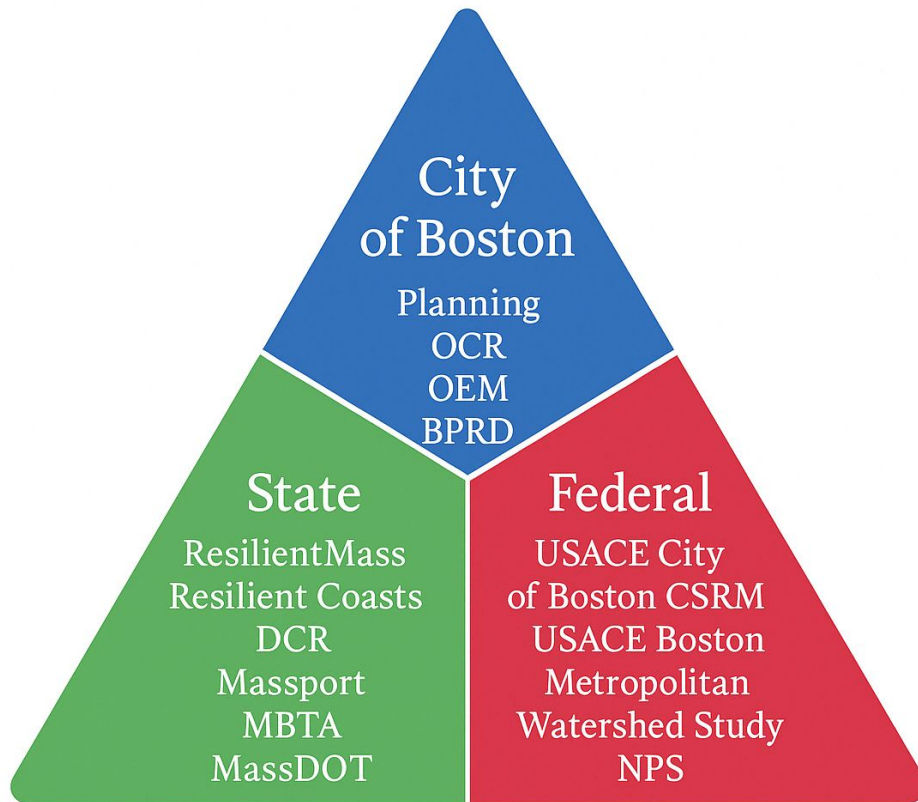 City
of Boston
Planning
OCR
OEM
BPRD
State
ResilientMass
Resilient Coasts
DCR
Massport
MBTA
MassDOT
Federal
USACE City
of Boston CSRM
USACE Boston
Metropolitan
Watershed Study
NPS